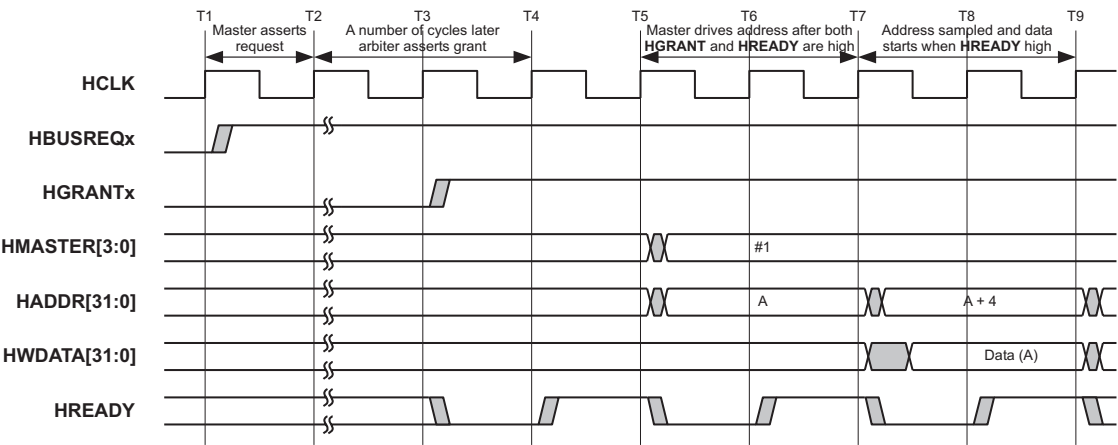 T1 T2 T3 T4 T5 T6 T7 T8 T9
Master asserts
request
A number of cycles later
arbiter asserts grant
Master drives address after both
HGRANT and HREADY are high
Address sampled and data
starts when HREADY high
HCLK
HBUSREQx
HGRANTx
HMASTER[3:0] #1
HADDR[31:0] A A + 4
HWDATA[31:0] Data (A)
HREADY